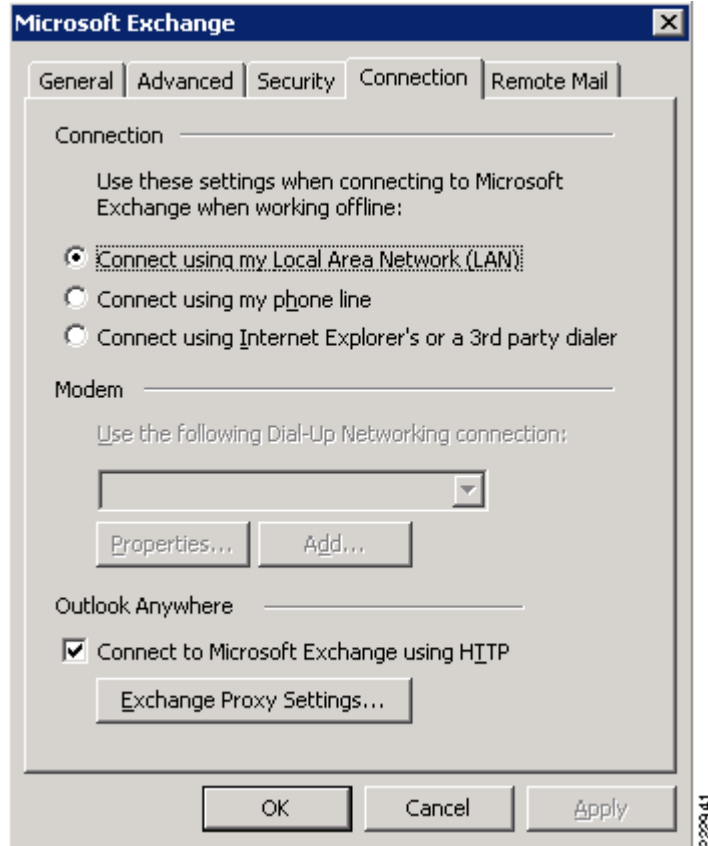 Microsoft Exchange
General
Advanced
Security
Connection
Remote Mail
Connection
Use these settings when connecting to Microsoft
Exchange when working offline:
Connect using my Local Area Network (LAN)
Connect using my phone line
Connect using Internet Explorer's or a 3rd party dialer
Modem
Use the following Dial-Up Networking connection:
Properties...
Add...
Outlook Anywhere
Connect to Microsoft Exchange using HTTP
Exchange Proxy Settings...
OK
Cancel
Apply